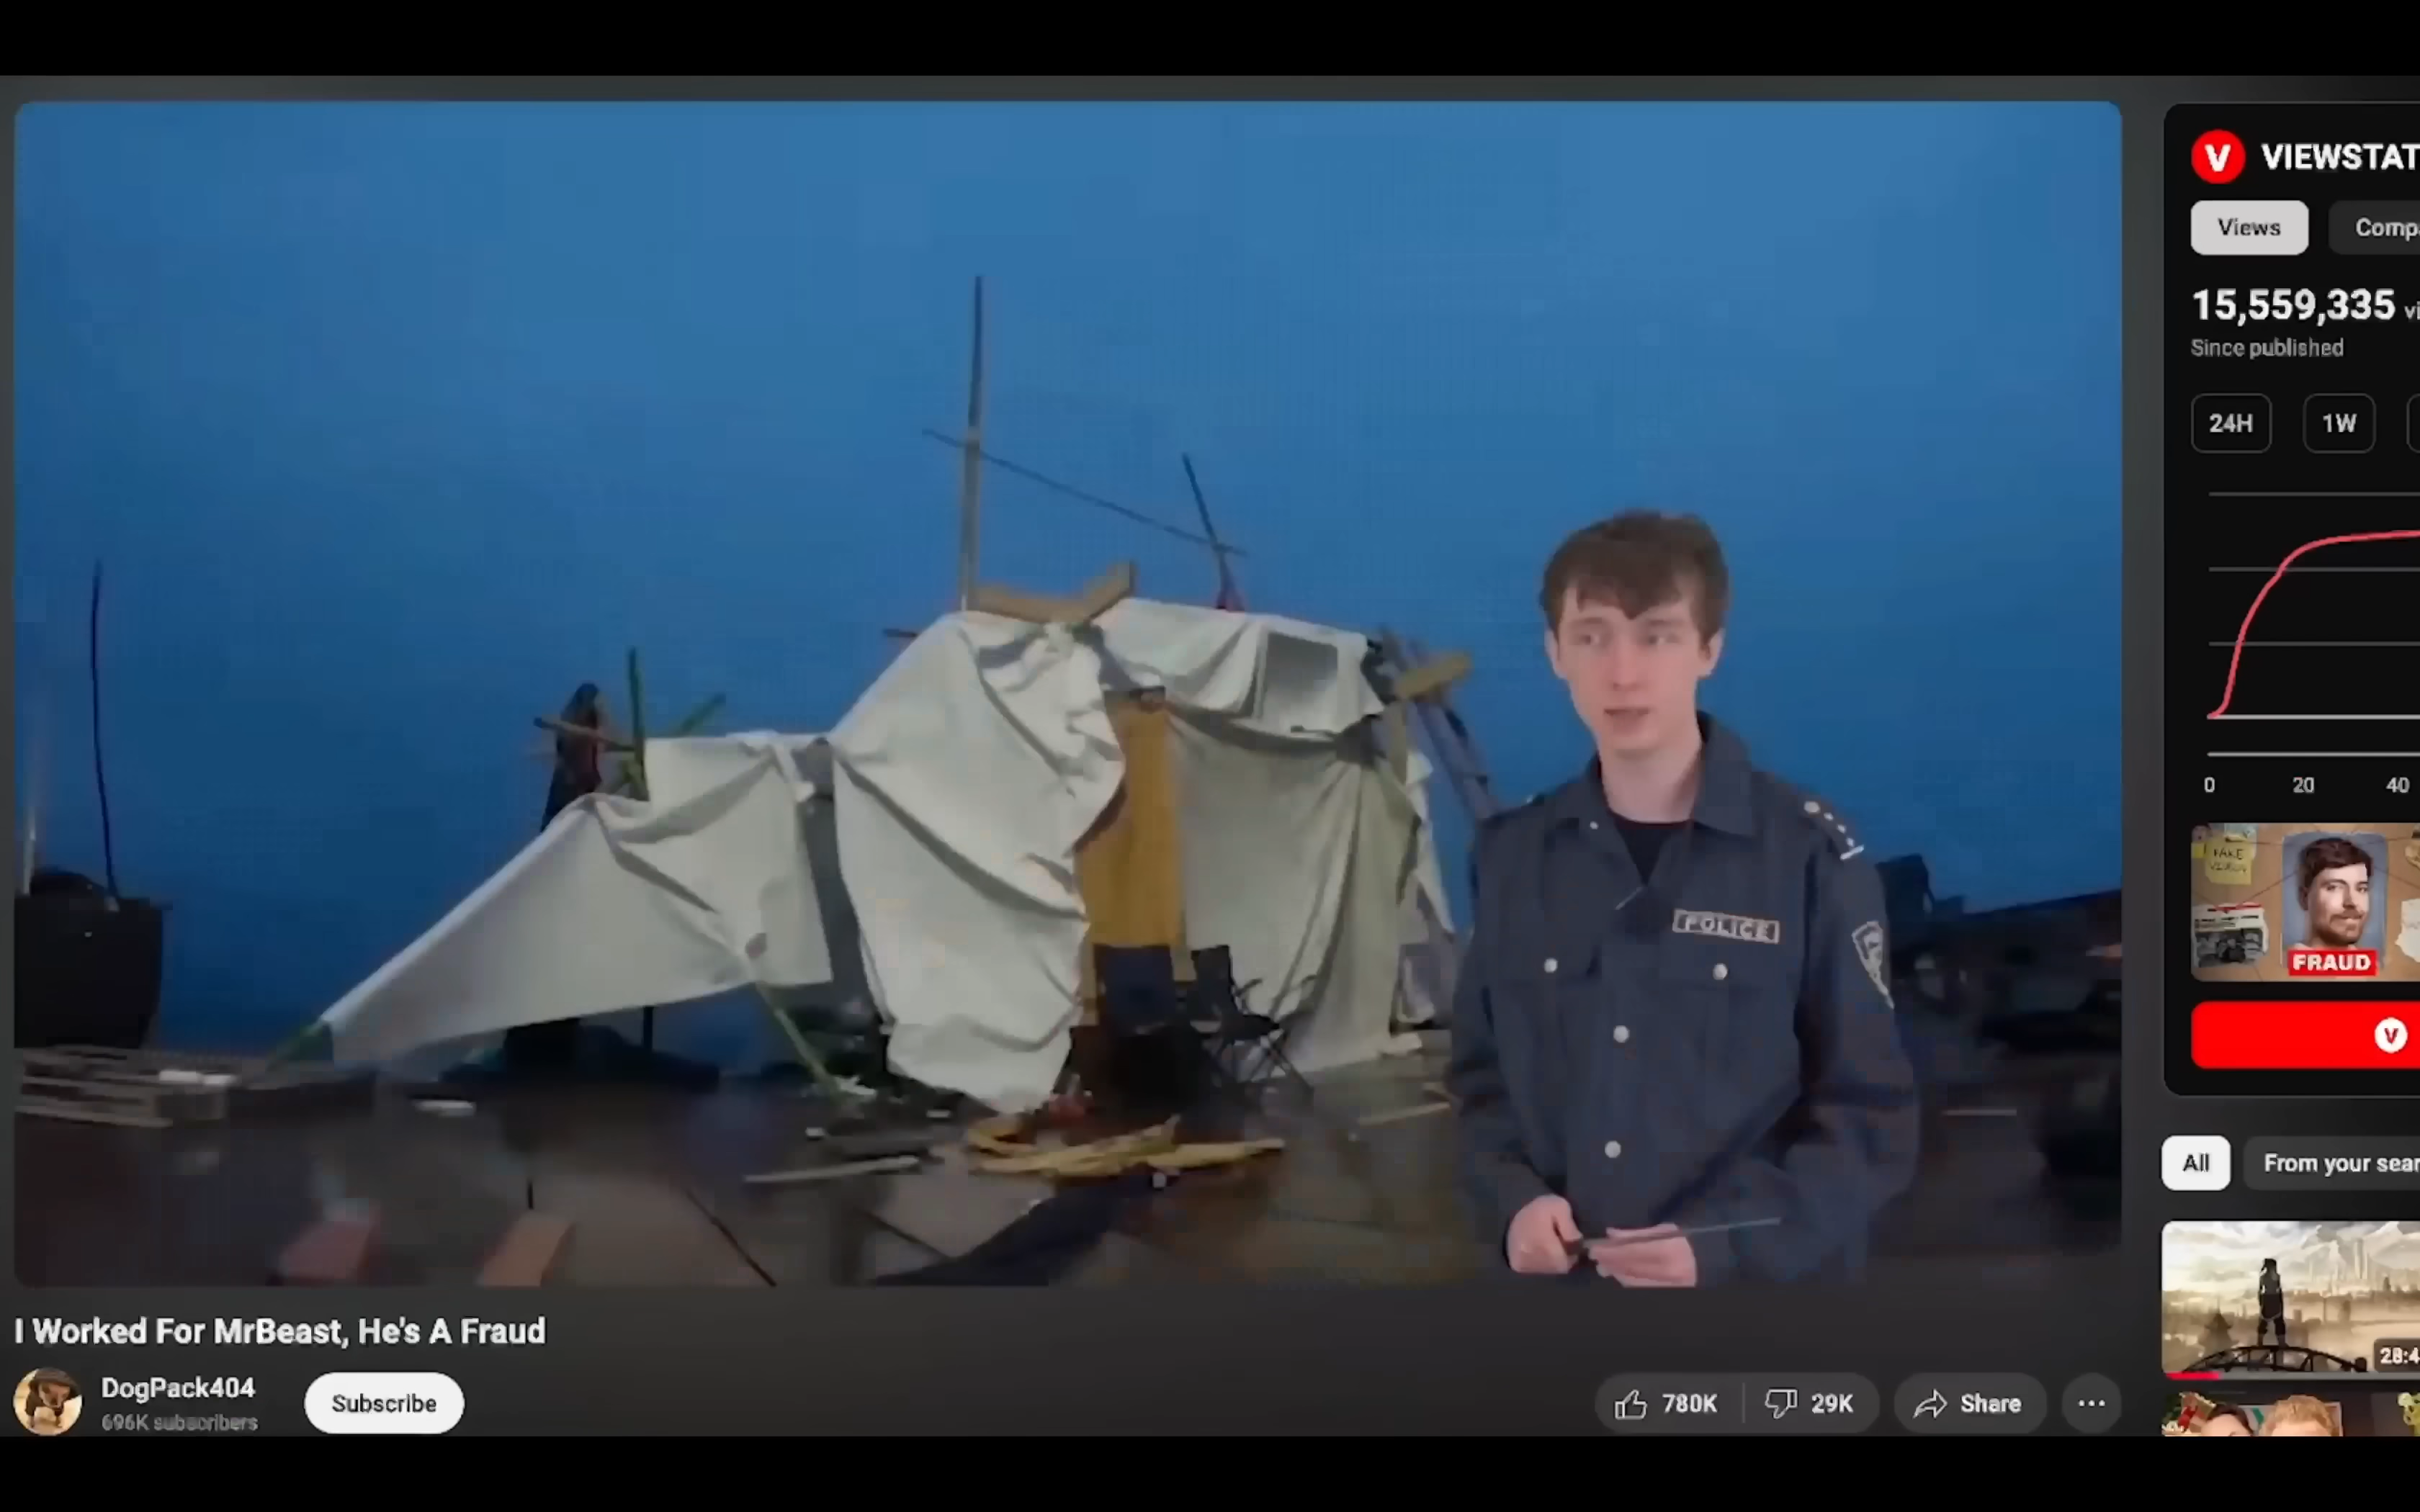 POLICE
I Worked For MrBeast, He's A Fraud
DogPack404
696K subscribers
Subscribe
780K
29K
Share
VIEWSTAT
Views
Comp
15,559,335 vi
Since published
24H
1W
0
20
40
FAKE
FRAUD
V
All
From your sear
28:4